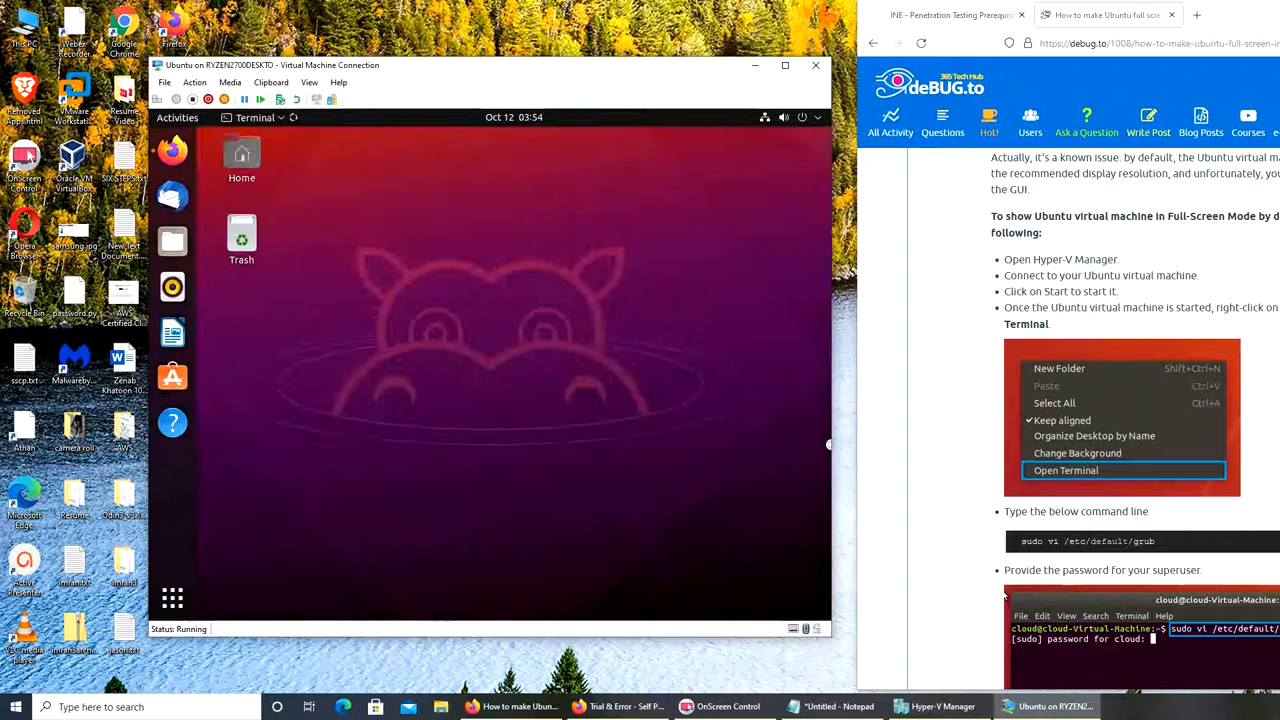 This PC
Webex Recorder...
Google Chrome
Firefox
Removed Apps.html
VMware Workstati...
Resume Video
OnScreen Control
Oracle VM VirtualBox
SIX STEPS.txt
Opera Browser
samsung.jpg
New Text Document...
Recycle Bin
password.py
AWS Certified Cl...
sscp.txt
Malwareby...
Zenab Khatoon 10...
Athan
camera roll
AWS
Microsoft Edge
Resume
Active Presenter
imran.txt
VLC media player
Ubuntu on RYZEN2700DESKTO - Virtual Machine Connection
File Action Media Clipboard View Help
Activities Terminal Oct 12 03:54
Home
Trash
Status: Running
INE - Penetration Testing Prerequis
How to make Ubuntu full scre
https://debug.to/1008/how-to-make-ubuntu-full-screen-in
365 Tech Hub
deBUG.to
All Activity Questions Hot! Users Ask a Question Write Post Blog Posts Courses
Actually, it's a known issue. by default, the Ubuntu virtual ma
the recommended display resolution, and unfortunately, you
the GUI.
To show Ubuntu virtual machine in Full-Screen Mode by d
following:
• Open Hyper-V Manager.
• Connect to your Ubuntu virtual machine.
• Click on Start to start it.
• Once the Ubuntu virtual machine is started, right-click on
Terminal.
New Folder Shift+Ctrl+N
Paste Ctrl+V
Select All Ctrl+A
Keep aligned
Organize Desktop by Name
Change Background
Open Terminal
• Type the below command line
sudo vi /etc/default/grub
• Provide the password for your superuser.
cloud@cloud-Virtual-Machine:
File Edit View Search Terminal Help
cloud@cloud-Virtual-Machine:~$ sudo vi /etc/default/
[sudo] password for cloud:
Type here to search
How to make Ubun...
Trial & Error - Self P...
OnScreen Control
*Untitled - Notepad
Hyper-V Manager
Ubuntu on RYZEN2...